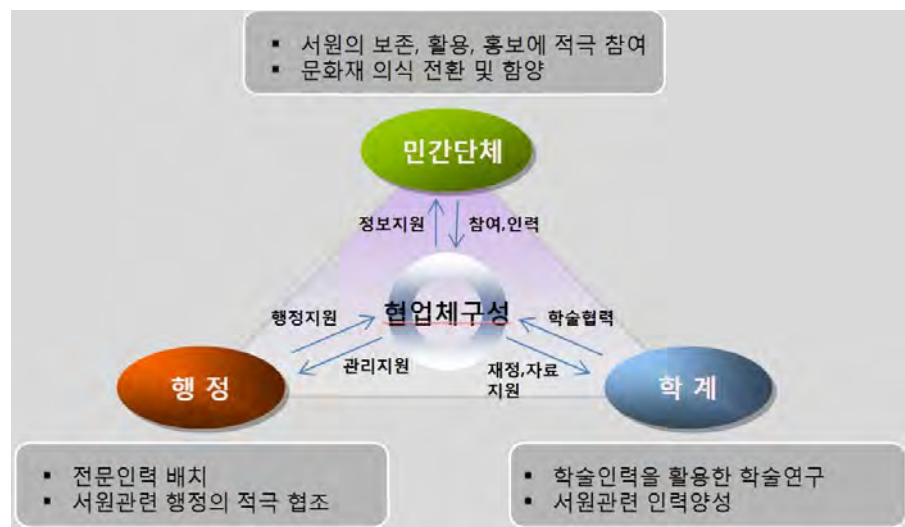 ▪ 서원의 보존, 활용, 홍보에 적극 참여
▪ 문화재 의식 전환 및 함양
민간단체
정보지원
참여,인력
협업체구성
행정지원
학술협력
관리지원
재정,자료
지원
행 정
학 계
▪ 전문인력 배치
▪ 서원관련 행정의 적극 협조
▪ 학술인력을 활용한 학술연구
▪ 서원관련 인력양성